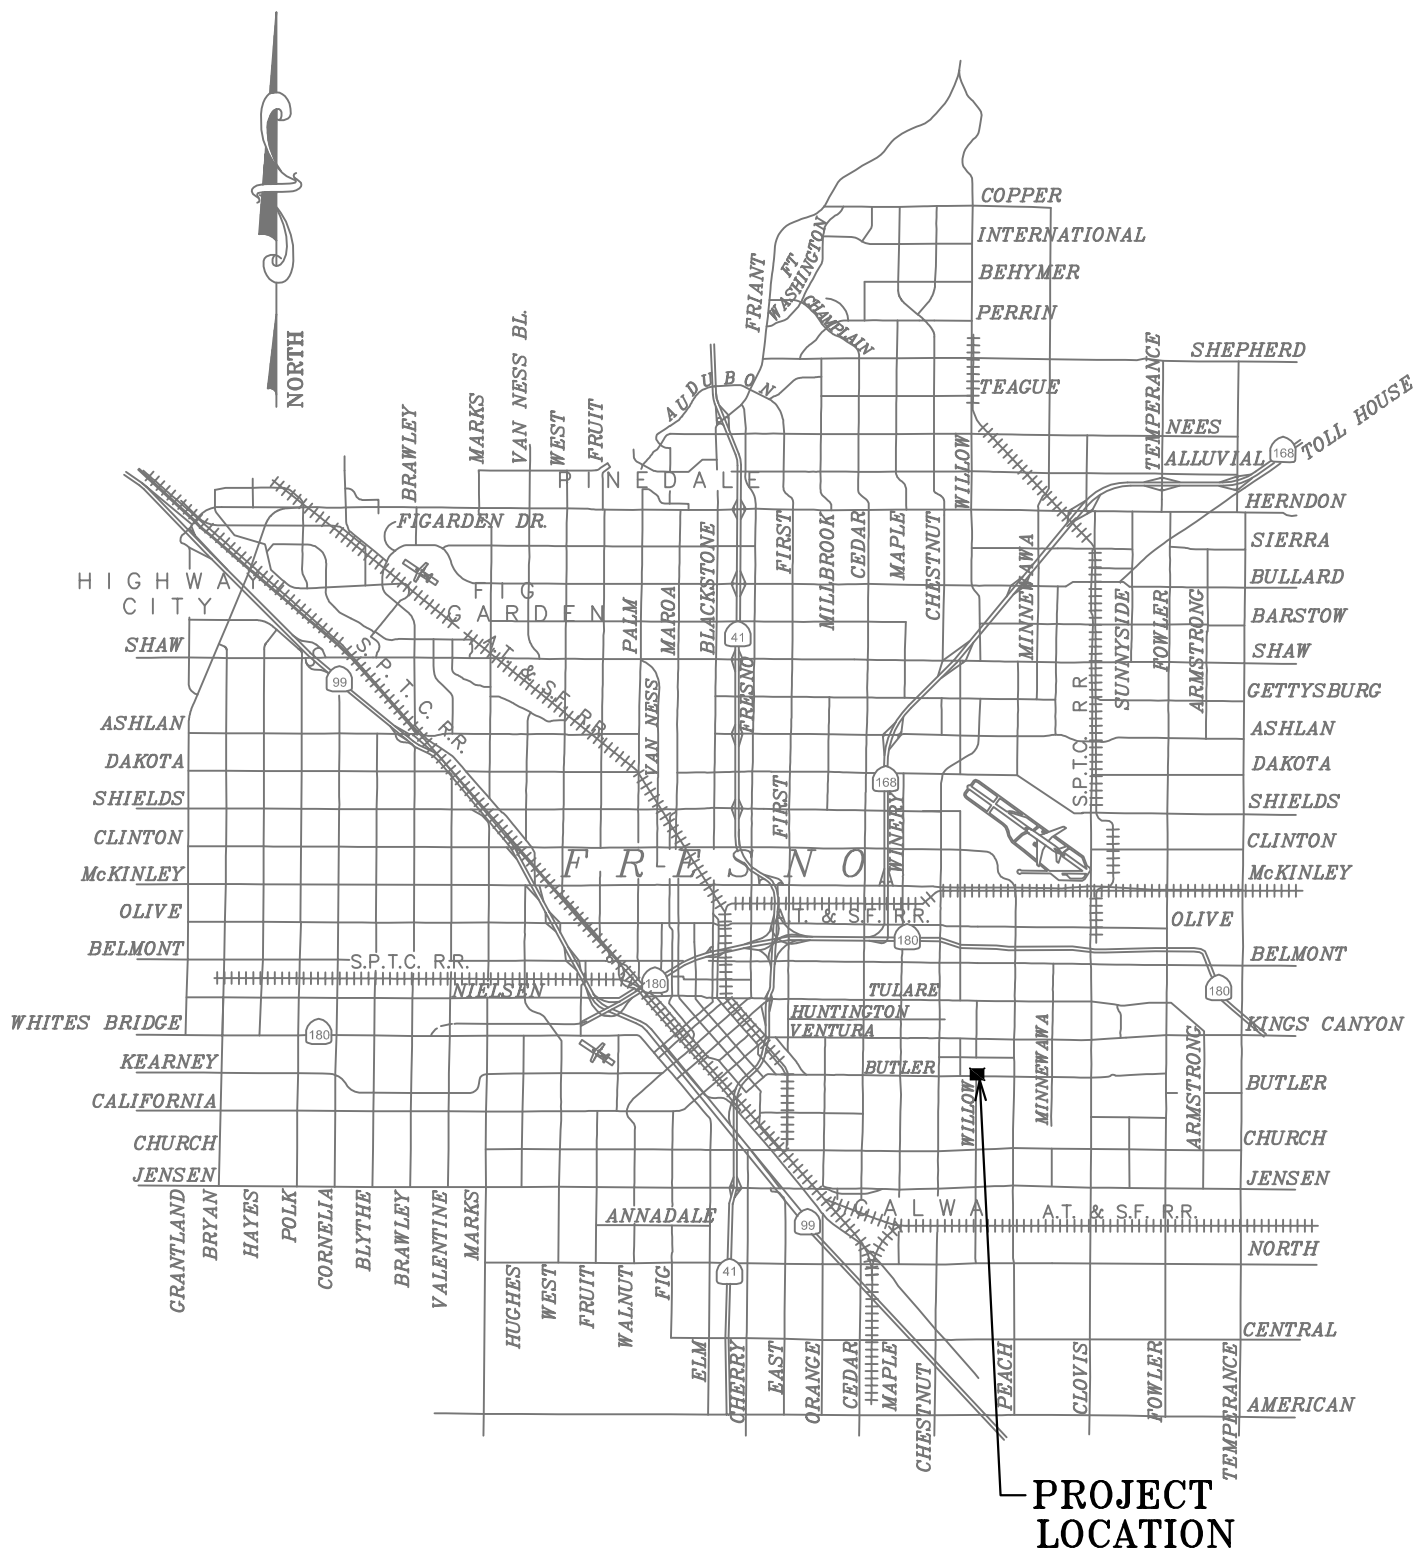 COPPER
INTERNATIONAL
BEHYMER
PERRIN
FRIANT
FT
WASHINGTON
CHAMPLAIN
NORTH
SHEPHERD
TEMPERANCE
TEAGUE
AUDUBON
TOLL HOUSE
NEES
ALLUVIAL
168
HERNDON
BRAWLEY
MARKS
VAN NESS BL.
WEST
FRUIT
PINEDALE
WILLOW
FIGARDEN DR.
BLACKSTONE
FIRST
MILLBROOK
CEDAR
MAPLE
CHESTNUT
MINNEWAWA
SIERRA
BULLARD
BARSTOW
SHAW
GETTYSBURG
ASHLAN
DAKOTA
SHIELDS
CLINTON
McKINLEY
SUNNYSIDE
FOWLER
ARMSTRONG
HIGHWA
CITY
FIG
GARDEN
PALM
MAROA
41
SHAW
99
S. P. T. C. R.R.
A.T. & S.F. R.R.
VAN NESS
FRESNO
S.P.T.C. R R
ASHLAN
DAKOTA
SHIELDS
CLINTON
McKINLEY
OLIVE
BELMONT
168
FIRST
WINERY
FRESNO
A.T. & S.F. R.R.
OLIVE
180
BELMONT
S.P.T.C. R.R.
NIELSEN
180
TULARE
180
HUNTINGTON
VENTURA
KINGS CANYON
WHITES BRIDGE
180
KEARNEY
CALIFORNIA
CHURCH
JENSEN
BUTLER
WILLOW
MINNEWAWA
ARMSTRONG
BUTLER
CHURCH
JENSEN
GRANTLAND
BRYAN
HAYES
POLK
CORNELIA
BLYTHE
BRAWLEY
VALENTINE
MARKS
ANNADALE
CALWA
A.T. & S.F. R.R.
99
NORTH
HUGHES
WEST
FRUIT
WALNUT
FIG
41
CENTRAL
ELM
CHERRY
EAST
ORANGE
CEDAR
MAPLE
CHESTNUT
PEACH
CLOVIS
FOWLER
TEMPERANCE
AMERICAN
PROJECT
LOCATION